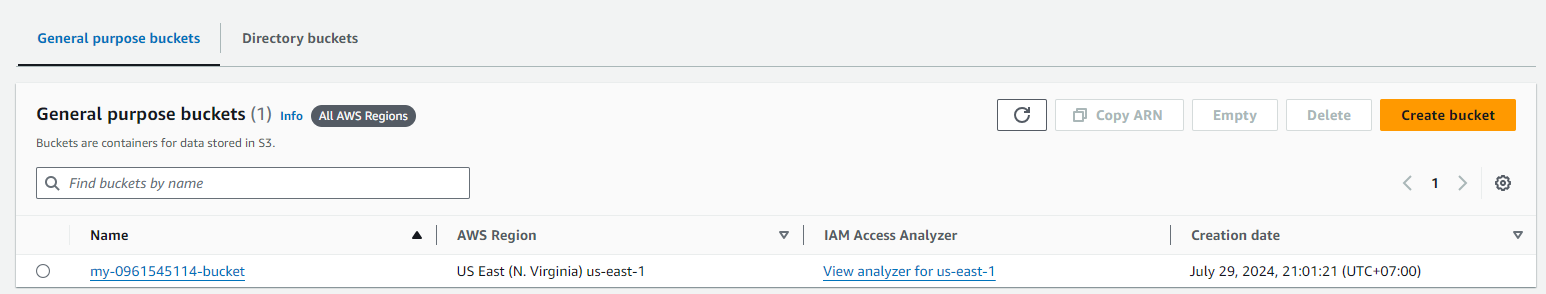 General purpose buckets Directory buckets
General purpose buckets (1) Info All AWS Regions Copy ARN Empty Delete Create bucket
Buckets are containers for data stored in S3.
Find buckets by name 1
Name AWS Region IAM Access Analyzer Creation date
my-0961545114-bucket US East (N. Virginia) us-east-1 View analyzer for us-east-1 July 29, 2024, 21:01:21 (UTC+07:00)